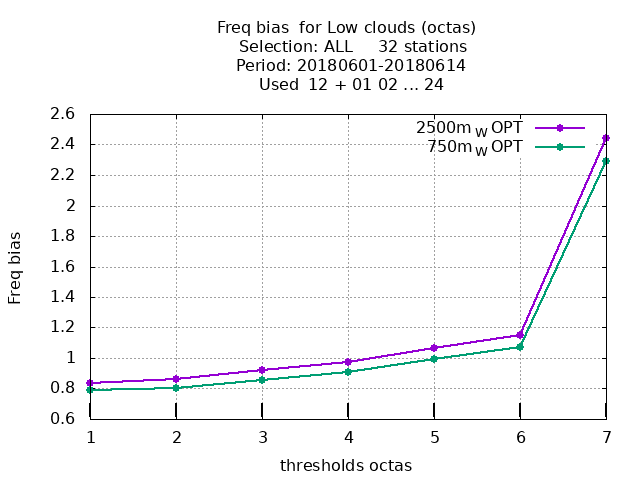 Freq bias  for Low clouds (octas)
Selection: ALL     32 stations
Period: 20180601-20180614
Used  12 + 01 02 ... 24
2500m W OPT
750m W OPT
2.6
2.4
2.2
2
1.8
1.6
1.4
1.2
1
0.8
0.6
Freq bias
1 2 3 4 5 6 7
thresholds octas